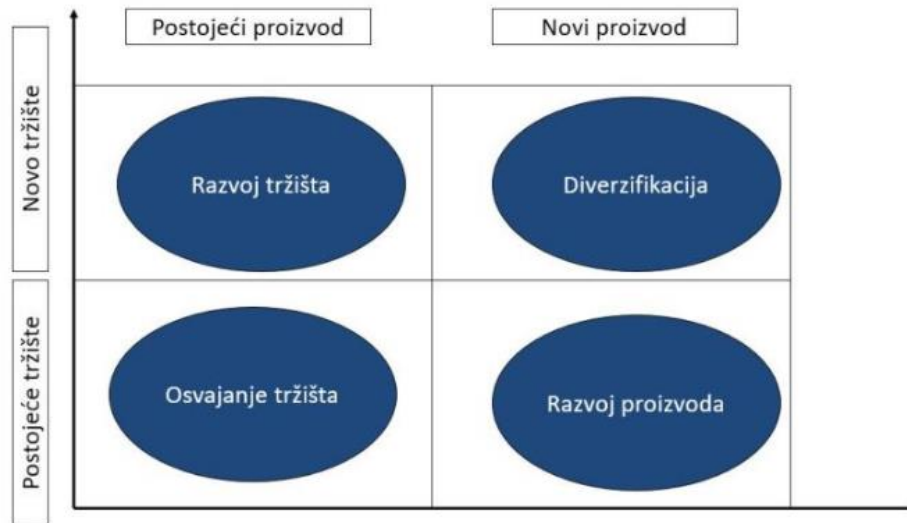 Postojeći proizvod
Novi proizvod
Novo tržište
Razvoj tržišta
Diverzifikacija
Postojeće tržište
Osvajanje tržišta
Razvoj proizvoda